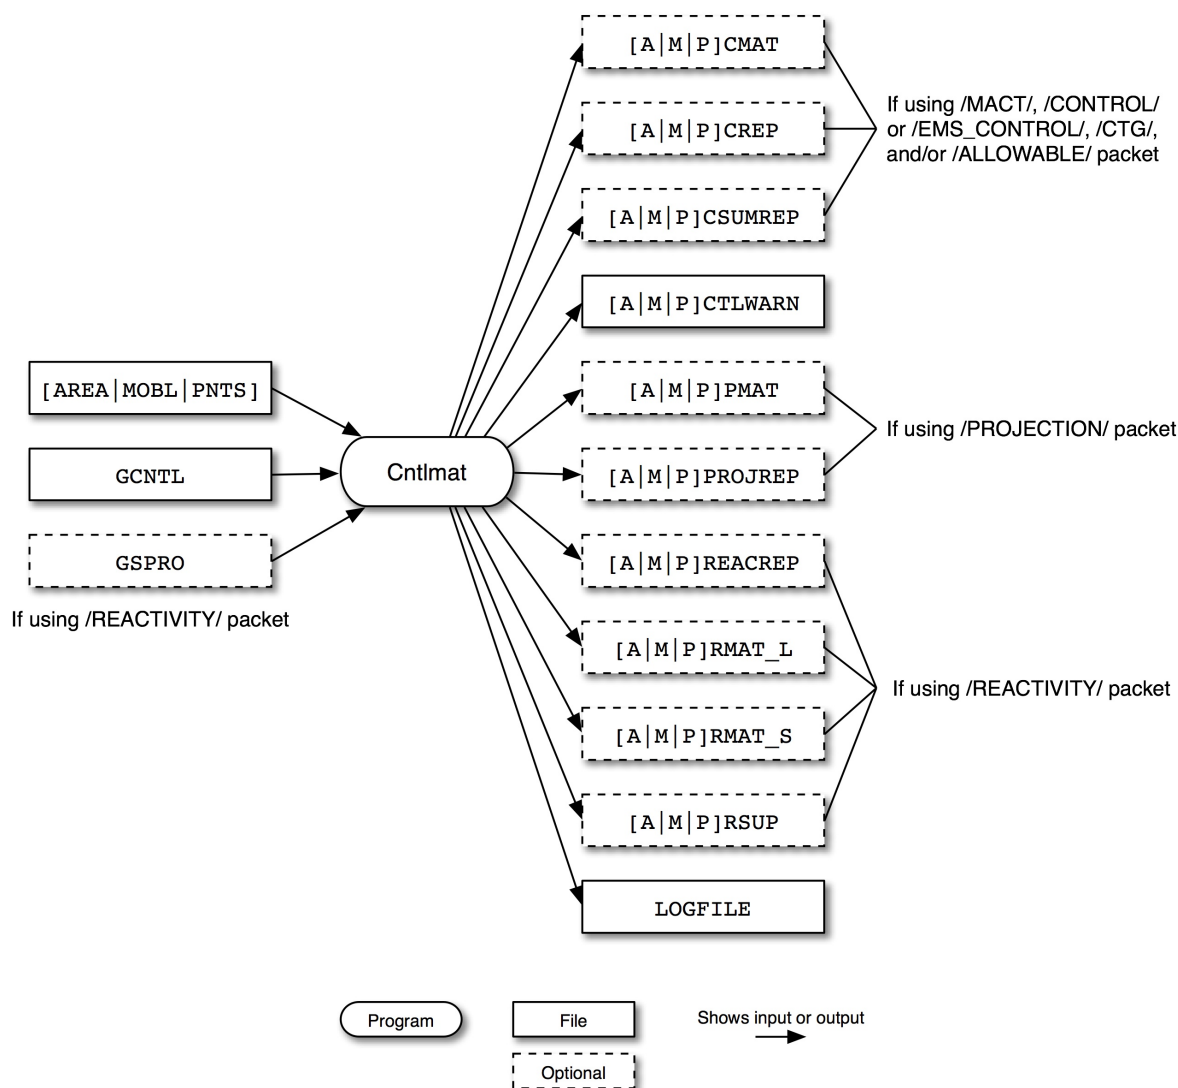 [A|M|P]CMAT
[A|M|P]CREP
If using /MACT/, /CONTROL/
or /EMS_CONTROL/, /CTG/,
and/or /ALLOWABLE/ packet
[A|M|P]CSUMREP
[A|M|P]CTLWARN
[AREA|MOBL|PNTS]
[A|M|P]PMAT
If using /PROJECTION/ packet
GCNTL
Cntlmat
[A|M|P]PROJREP
GSPRO
[A|M|P]REACREP
If using /REACTIVITY/ packet
[A|M|P]RMAT_L
If using /REACTIVITY/ packet
[A|M|P]RMAT_S
[A|M|P]RSUP
LOGFILE
Program
File
Shows input or output
Optional